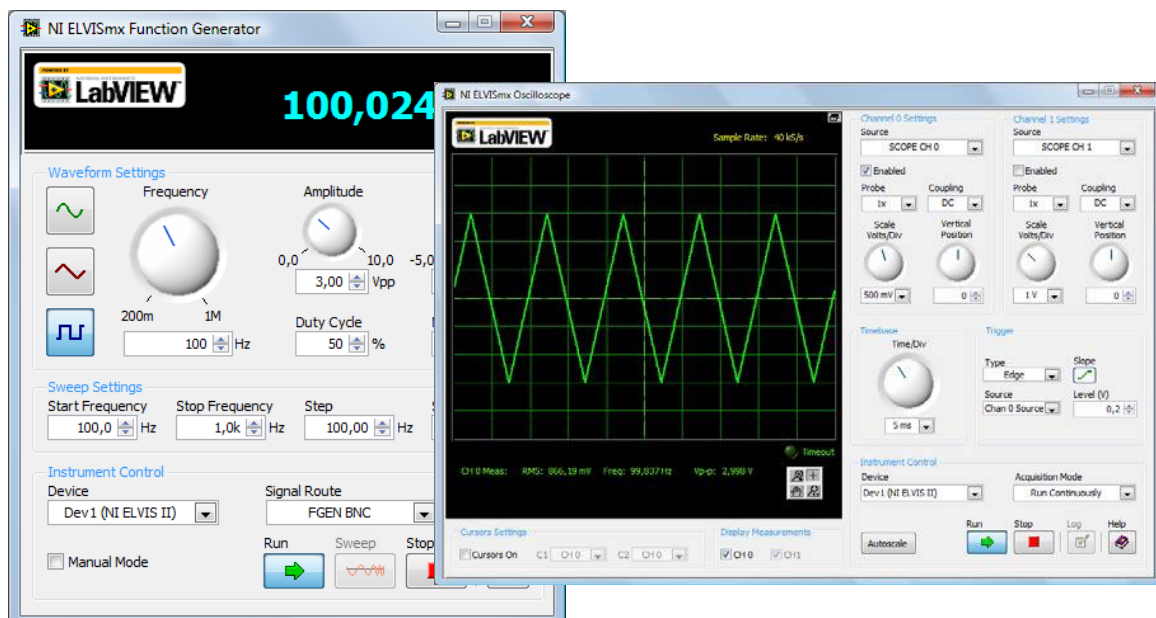 NI ELVISmx Function Generator
LabVIEW
100,024
Waveform Settings
Frequency
Amplitude
0,0
10,0
-5,0
3,00
Vpp
200m
1M
100
Hz
Duty Cycle
50
%
Sweep Settings
Start Frequency
Stop Frequency
Step
100,0
Hz
1,0k
Hz
100,00
Hz
Instrument Control
Device
Signal Route
Dev1 (NI ELVIS II)
FGEN BNC
Manual Mode
Run
Sweep
Stop
NI ELVISmx Oscilloscope
LabVIEW
Sample Rate: 40 kS/s
Timeout
CH 0 Meas: RMS: 866,19 mV Freq: 99,837 Hz Vp-p: 2,998 V
Cursors Settings
Cursors On
C1
CH 0
C2
CH 0
Display Measurements
CH 0
CH1
Channel 0 Settings
Source
SCOPE CH 0
Enabled
Probe
Coupling
1x
DC
Scale
Volts/Div
Vertical
Position
500 mV
0
Channel 1 Settings
Source
SCOPE CH 1
Enabled
Probe
Coupling
1x
DC
Scale
Volts/Div
Vertical
Position
1 V
0
Timebase
Time/Div
5 ms
Trigger
Type
Slope
Edge
Source
Level (V)
Chan 0 Source
0,2
Instrument Control
Device
Acquisition Mode
Dev1 (NI ELVIS II)
Run Continuously
Autoscale
Run
Stop
Log
Help